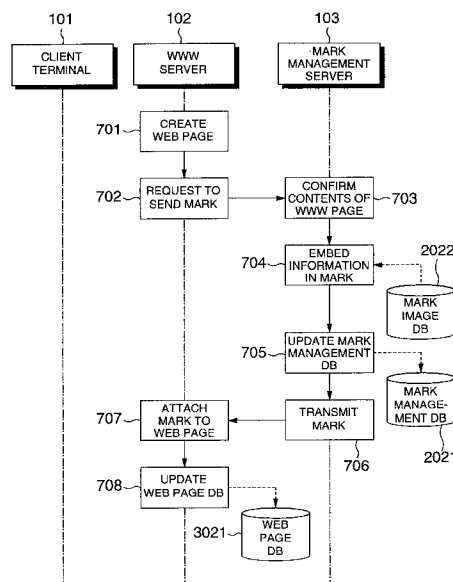 101
102
103
CLIENT
TERMINAL
WWW
SERVER
MARK
MANAGEMENT
SERVER
701
CREATE
WEB PAGE
702
REQUEST TO
SEND MARK
CONFIRM
CONTENTS OF
WWW PAGE
703
704
EMBED
INFORMATION
IN MARK
2022
MARK
IMAGE
DB
705
UPDATE MARK
MANAGEMENT
DB
707
ATTACH
MARK TO
WEB PAGE
TRANSMIT
MARK
706
MARK
MANAGE-
MENT DB
2021
708
UPDATE
WEB PAGE DB
3021
WEB
PAGE
DB